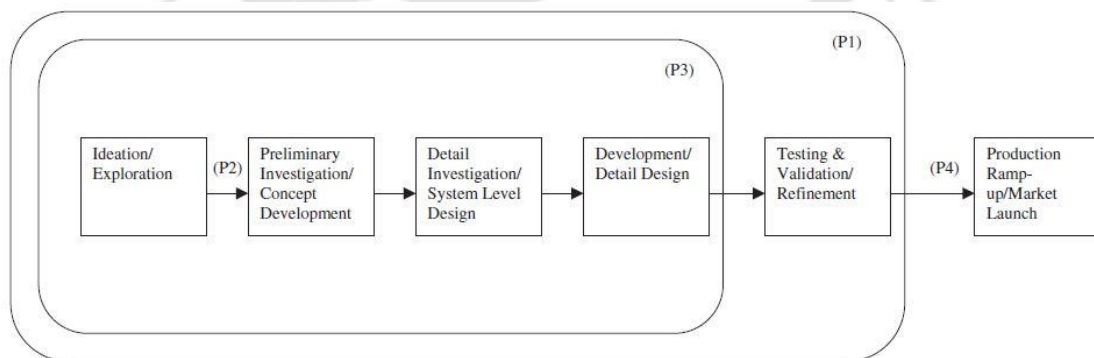 (P1)
(P3)
Ideation/
Exploration
(P2)
Preliminary
Investigation/
Concept
Development
Detail
Investigation/
System Level
Design
Development/
Detail Design
Testing &
Validation/
Refinement
(P4)
Production
Ramp-
up/Market
Launch